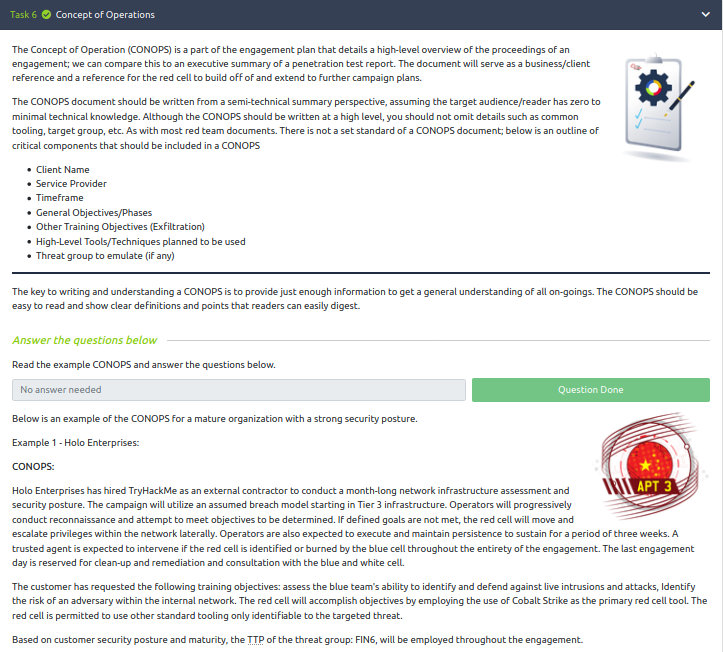 Task 6 Concept of Operations
The Concept of Operation (CONOPS) is a part of the engagement plan that details a high-level overview of the proceedings of an
engagement; we can compare this to an executive summary of a penetration test report. The document will serve as a business/client
reference and a reference for the red cell to build off of and extend to further campaign plans.
The CONOPS document should be written from a semi-technical summary perspective, assuming the target audience/reader has zero to
minimal technical knowledge. Although the CONOPS should be written at a high level, you should not omit details such as common
tooling, target group, etc. As with most red team documents. There is not a set standard of a CONOPS document; below is an outline of
critical components that should be included in a CONOPS
• Client Name
• Service Provider
• Timeframe
• General Objectives/Phases
• Other Training Objectives (Exfiltration)
• High-Level Tools/Techniques planned to be used
• Threat group to emulate (if any)
The key to writing and understanding a CONOPS is to provide just enough information to get a general understanding of all on-goings. The CONOPS should be
easy to read and show clear definitions and points that readers can easily digest.
Answer the questions below
Read the example CONOPS and answer the questions below.
No answer needed
Question Done
Below is an example of the CONOPS for a mature organization with a strong security posture.
Example 1 - Holo Enterprises:
CONOPS:
APT 3
Holo Enterprises has hired TryHackMe as an external contractor to conduct a month-long network infrastructure assessment and
security posture. The campaign will utilize an assumed breach model starting in Tier 3 infrastructure. Operators will progressively
conduct reconnaissance and attempt to meet objectives to be determined. If defined goals are not met, the red cell will move and
escalate privileges within the network laterally. Operators are also expected to execute and maintain persistence to sustain for a period of three weeks. A
trusted agent is expected to intervene if the red cell is identified or burned by the blue cell throughout the entirety of the engagement. The last engagement
day is reserved for clean-up and remediation and consultation with the blue and white cell.
The customer has requested the following training objectives: assess the blue team's ability to identify and defend against live intrusions and attacks, Identify
the risk of an adversary within the internal network. The red cell will accomplish objectives by employing the use of Cobalt Strike as the primary red cell tool. The
red cell is permitted to use other standard tooling only identifiable to the targeted threat.
Based on customer security posture and maturity, the TTP of the threat group: FIN6, will be employed throughout the engagement.